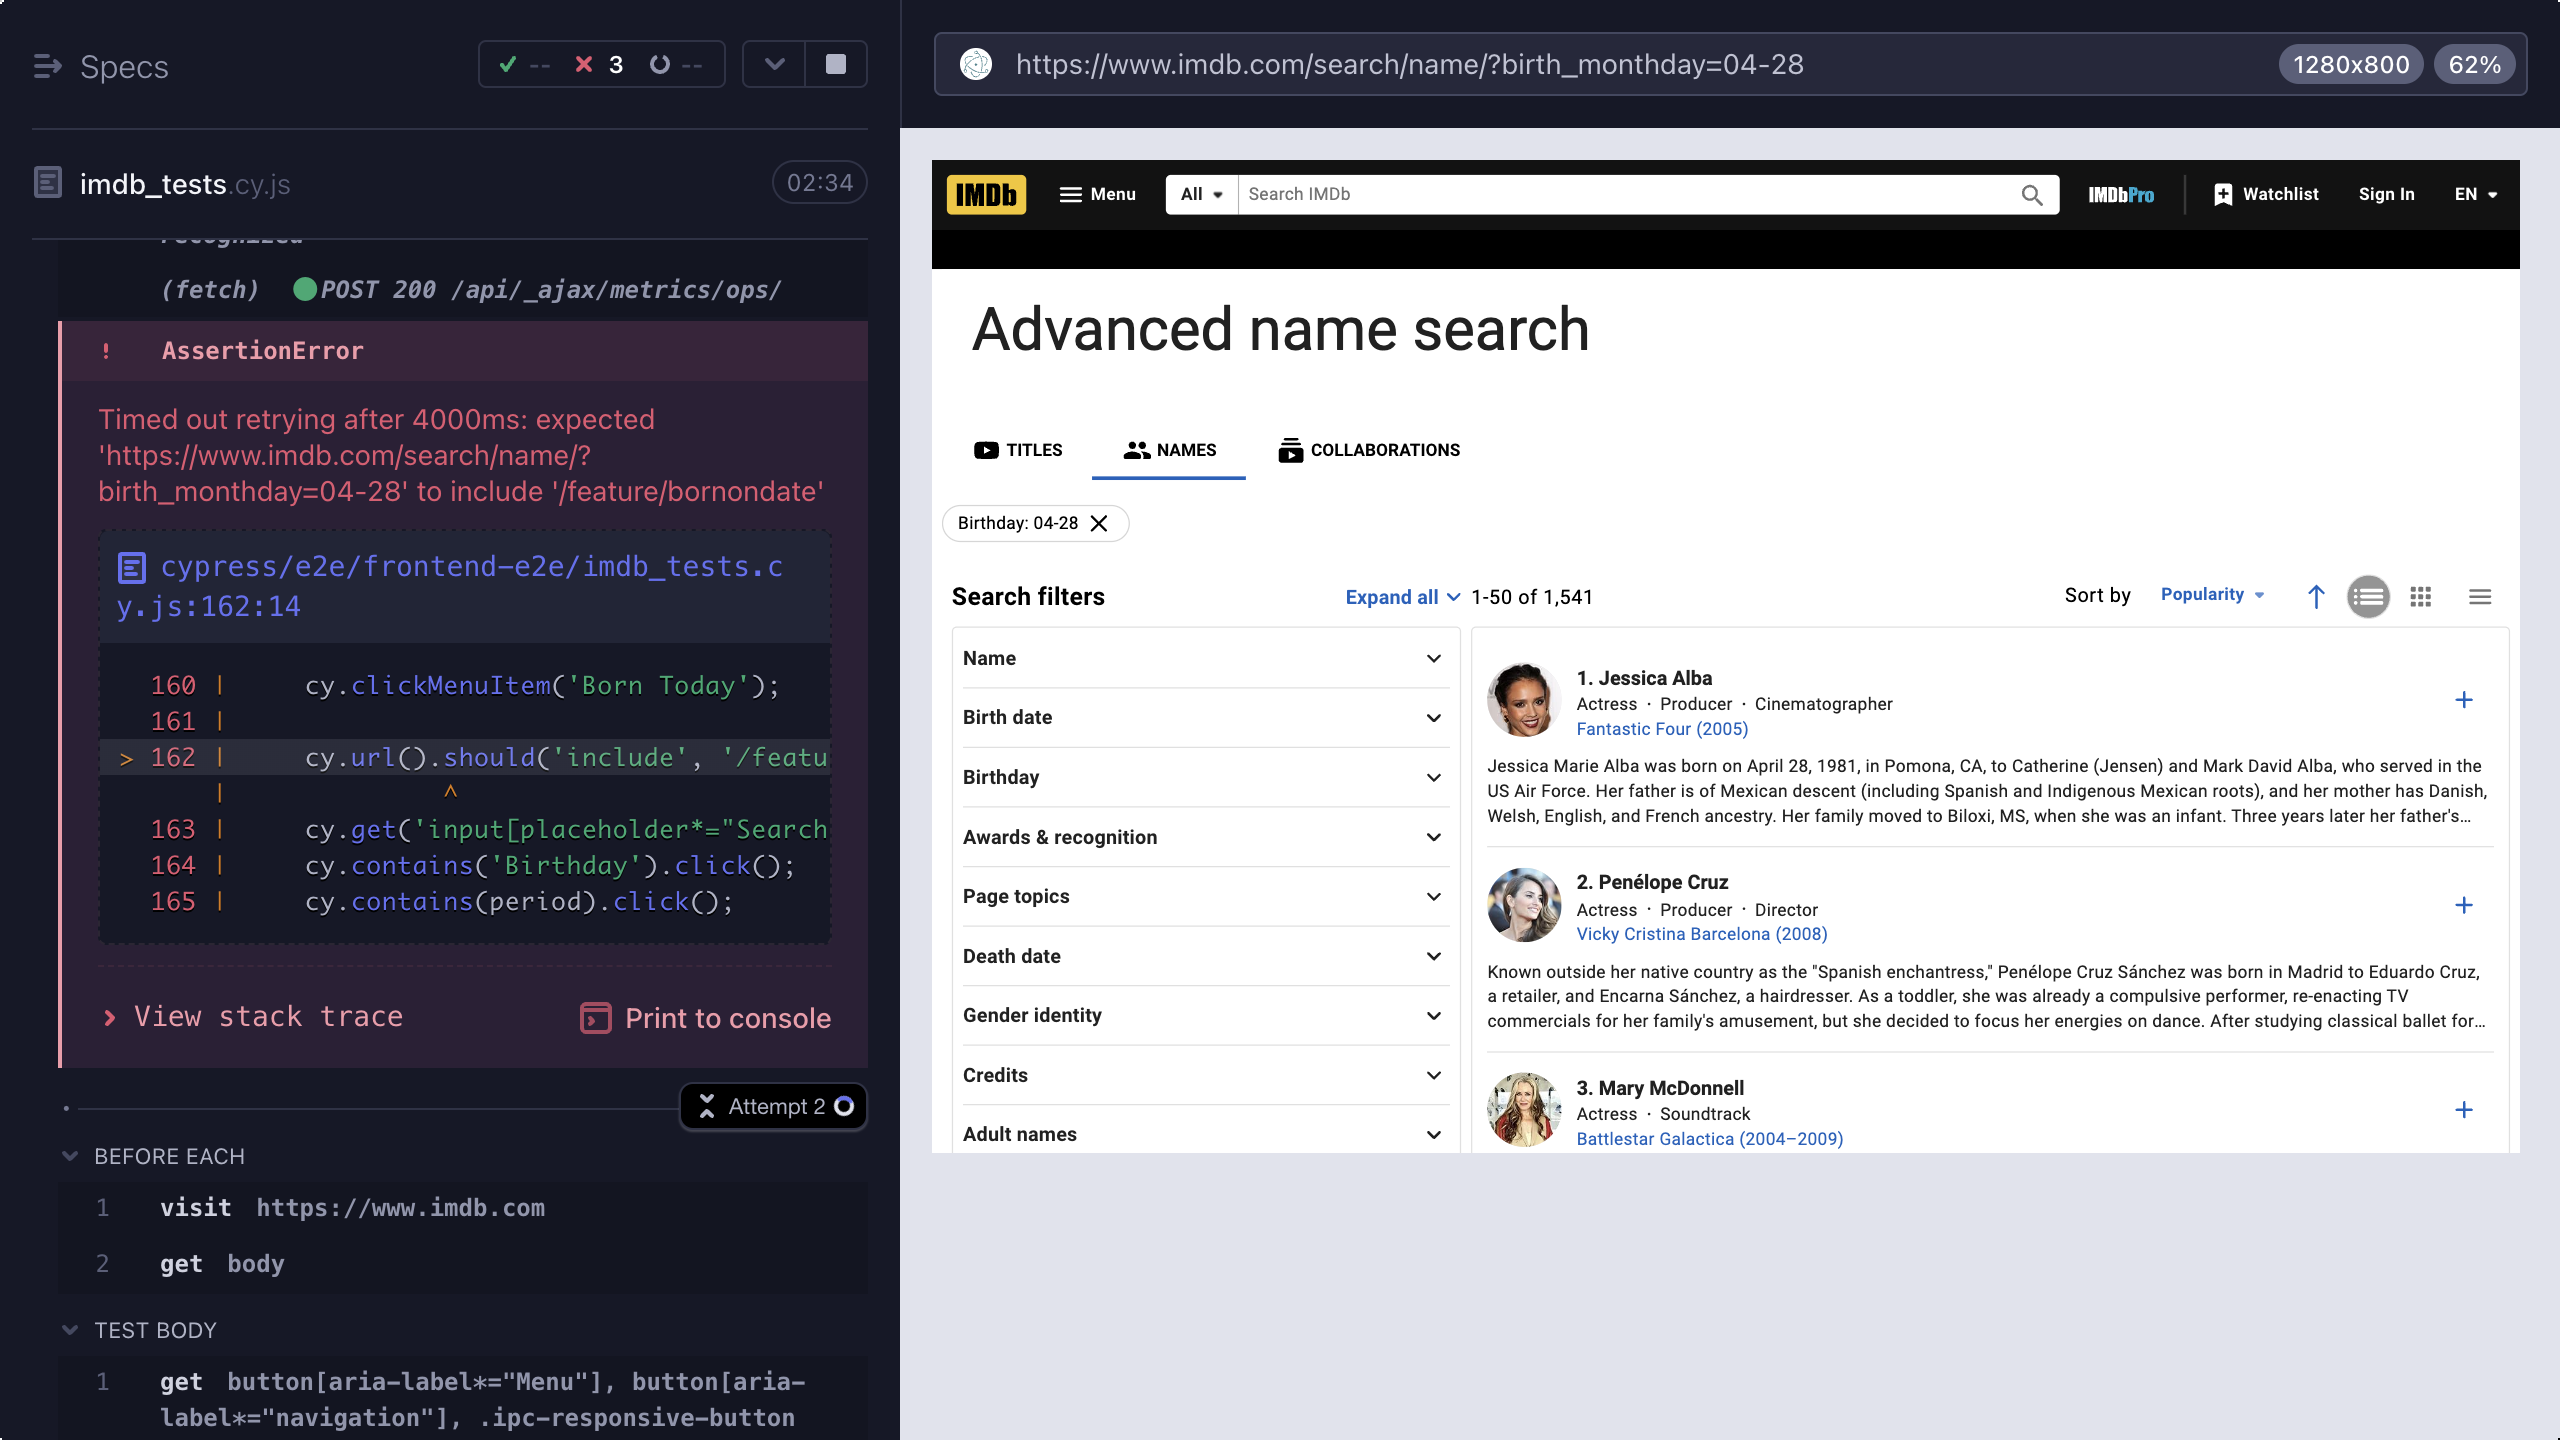 Specs
-- 3 --
https://www.imdb.com/search/name/?birth_monthday=04-28
1280x800
62%
imdb_tests.cy.js
02:34
recognized
(fetch) POST 200 /api/_ajax/metrics/ops/
! AssertionError
Timed out retrying after 4000ms: expected
'https://www.imdb.com/search/name/?
birth_monthday=04-28' to include '/feature/bornondate'
cypress/e2e/frontend-e2e/imdb_tests.c
y.js:162:14
160 | cy.clickMenuItem('Born Today');
161 |
> 162 | cy.url().should('include', '/featu
| ^
163 | cy.get('input[placeholder*="Search
164 | cy.contains('Birthday').click();
165 | cy.contains(period).click();
View stack trace
Print to console
Attempt 2
BEFORE EACH
1 visit https://www.imdb.com
2 get body
TEST BODY
1 get button[aria-label*="Menu"], button[aria-
label*="navigation"], .ipc-responsive-button
IMDb
Menu
All
Search IMDb
IMDbPro
Watchlist
Sign In
EN
Advanced name search
TITLES
NAMES
COLLABORATIONS
Birthday: 04-28
Search filters
Expand all
1-50 of 1,541
Sort by
Popularity
Name
Birth date
Birthday
Awards & recognition
Page topics
Death date
Gender identity
Credits
Adult names
1. Jessica Alba
Actress · Producer · Cinematographer
Fantastic Four (2005)
Jessica Marie Alba was born on April 28, 1981, in Pomona, CA, to Catherine (Jensen) and Mark David Alba, who served in the
US Air Force. Her father is of Mexican descent (including Spanish and Indigenous Mexican roots), and her mother has Danish,
Welsh, English, and French ancestry. Her family moved to Biloxi, MS, when she was an infant. Three years later her father's...
2. Penélope Cruz
Actress · Producer · Director
Vicky Cristina Barcelona (2008)
Known outside her native country as the "Spanish enchantress," Penélope Cruz Sánchez was born in Madrid to Eduardo Cruz,
a retailer, and Encarna Sánchez, a hairdresser. As a toddler, she was already a compulsive performer, re-enacting TV
commercials for her family's amusement, but she decided to focus her energies on dance. After studying classical ballet for...
3. Mary McDonnell
Actress · Soundtrack
Battlestar Galactica (2004–2009)